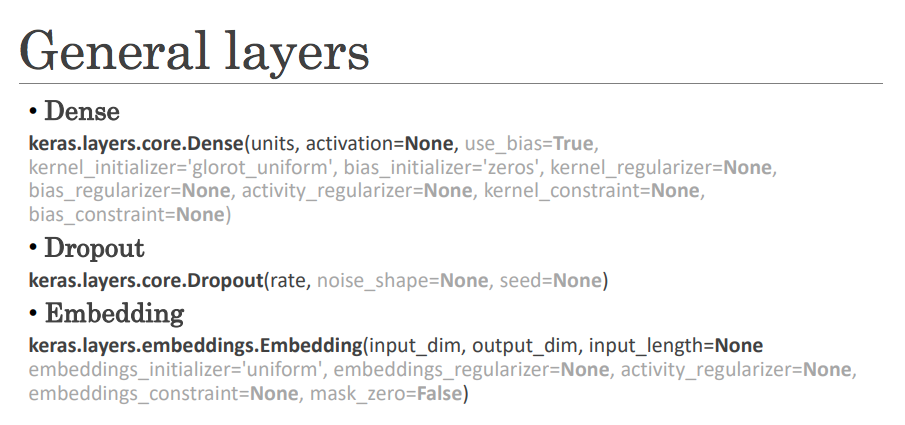 General layers
• Dense
keras.layers.core.Dense(units, activation=None, use_bias=True,
kernel_initializer='glorot_uniform', bias_initializer='zeros', kernel_regularizer=None,
bias_regularizer=None, activity_regularizer=None, kernel_constraint=None,
bias_constraint=None)
• Dropout
keras.layers.core.Dropout(rate, noise_shape=None, seed=None)
• Embedding
keras.layers.embeddings.Embedding(input_dim, output_dim, input_length=None
embeddings_initializer='uniform', embeddings_regularizer=None, activity_regularizer=None,
embeddings_constraint=None, mask_zero=False)